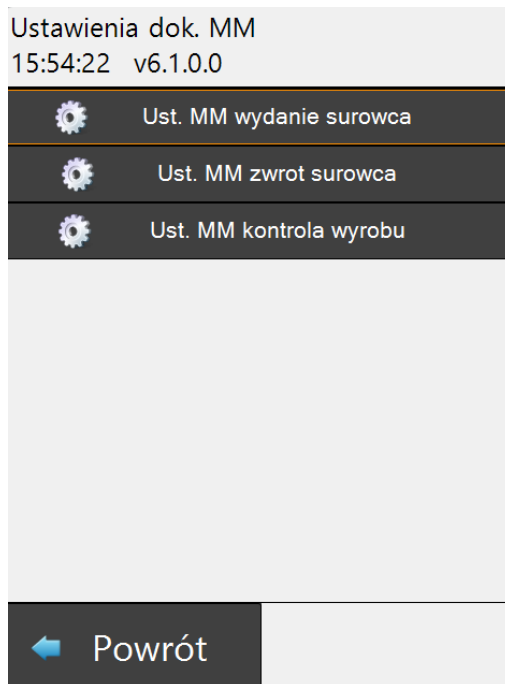 Ustawienia dok. MM
15:54:22 v6.1.0.0
Ust. MM wydanie surowca
Ust. MM zwrot surowca
Ust. MM kontrola wyrobu
Powrót